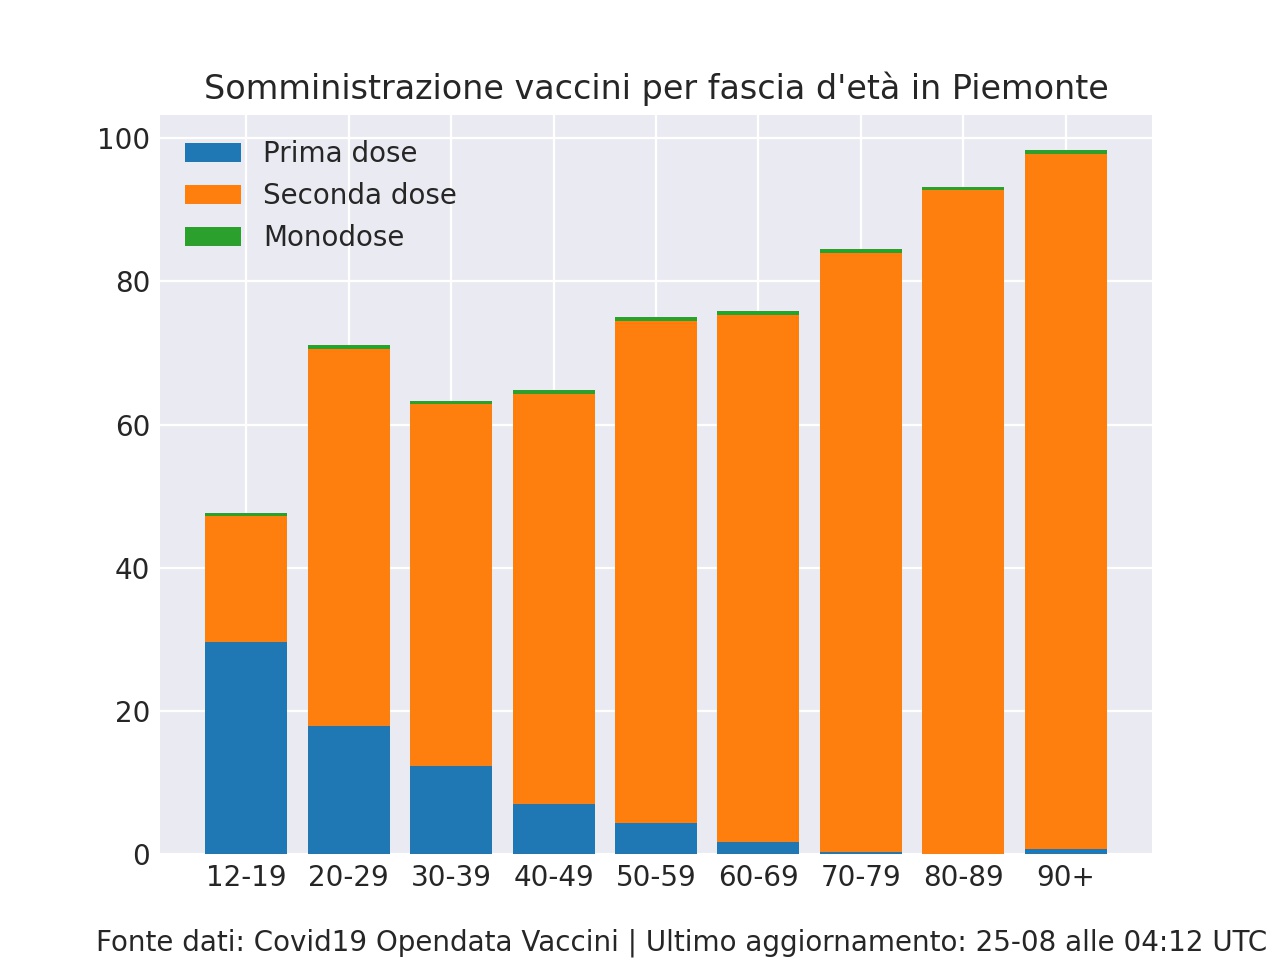 Somministrazione vaccini per fascia d'età in Piemonte
Prima dose
Seconda dose
Monodose
100
80
60
40
20
0
12-19 20-29 30-39 40-49 50-59 60-69 70-79 80-89 90+
Fonte dati: Covid19 Opendata Vaccini | Ultimo aggiornamento: 25-08 alle 04:12 UTC